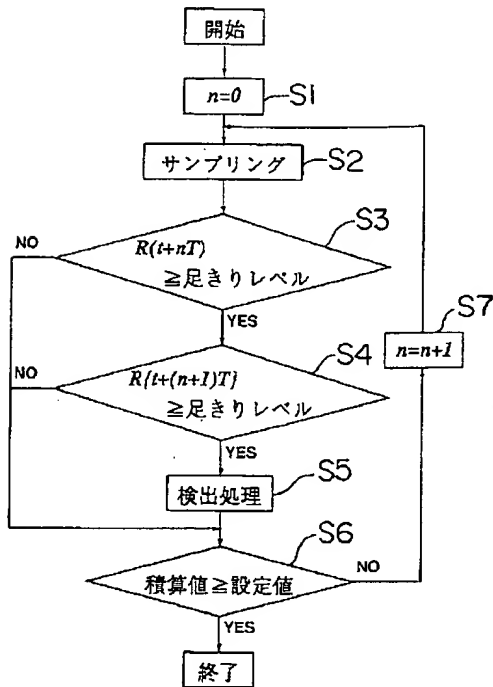 開始
n=0
S1
サンプリング
S2
S3
NO
R(t+nT)
≧足きりレベル
YES
S7
n=n+1
S4
NO
R{t+(n+1)T}
≧足きりレベル
YES
S5
検出処理
S6
積算値≧設定値
NO
YES
終了